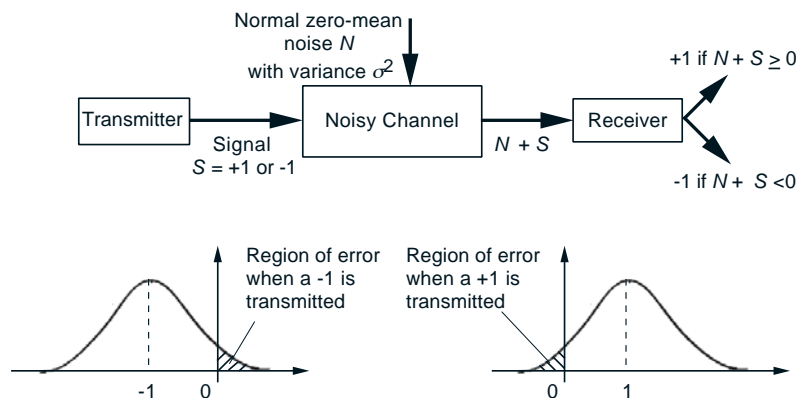 Normal zero-mean
noise N
with variance σ²
Transmitter
Signal
S = +1 or -1
Noisy Channel
N + S
Receiver
+1 if N + S ≥ 0
-1 if N + S <0
Region of error
when a -1 is
transmitted
Region of error
when a +1 is
transmitted
-1
0
0
1